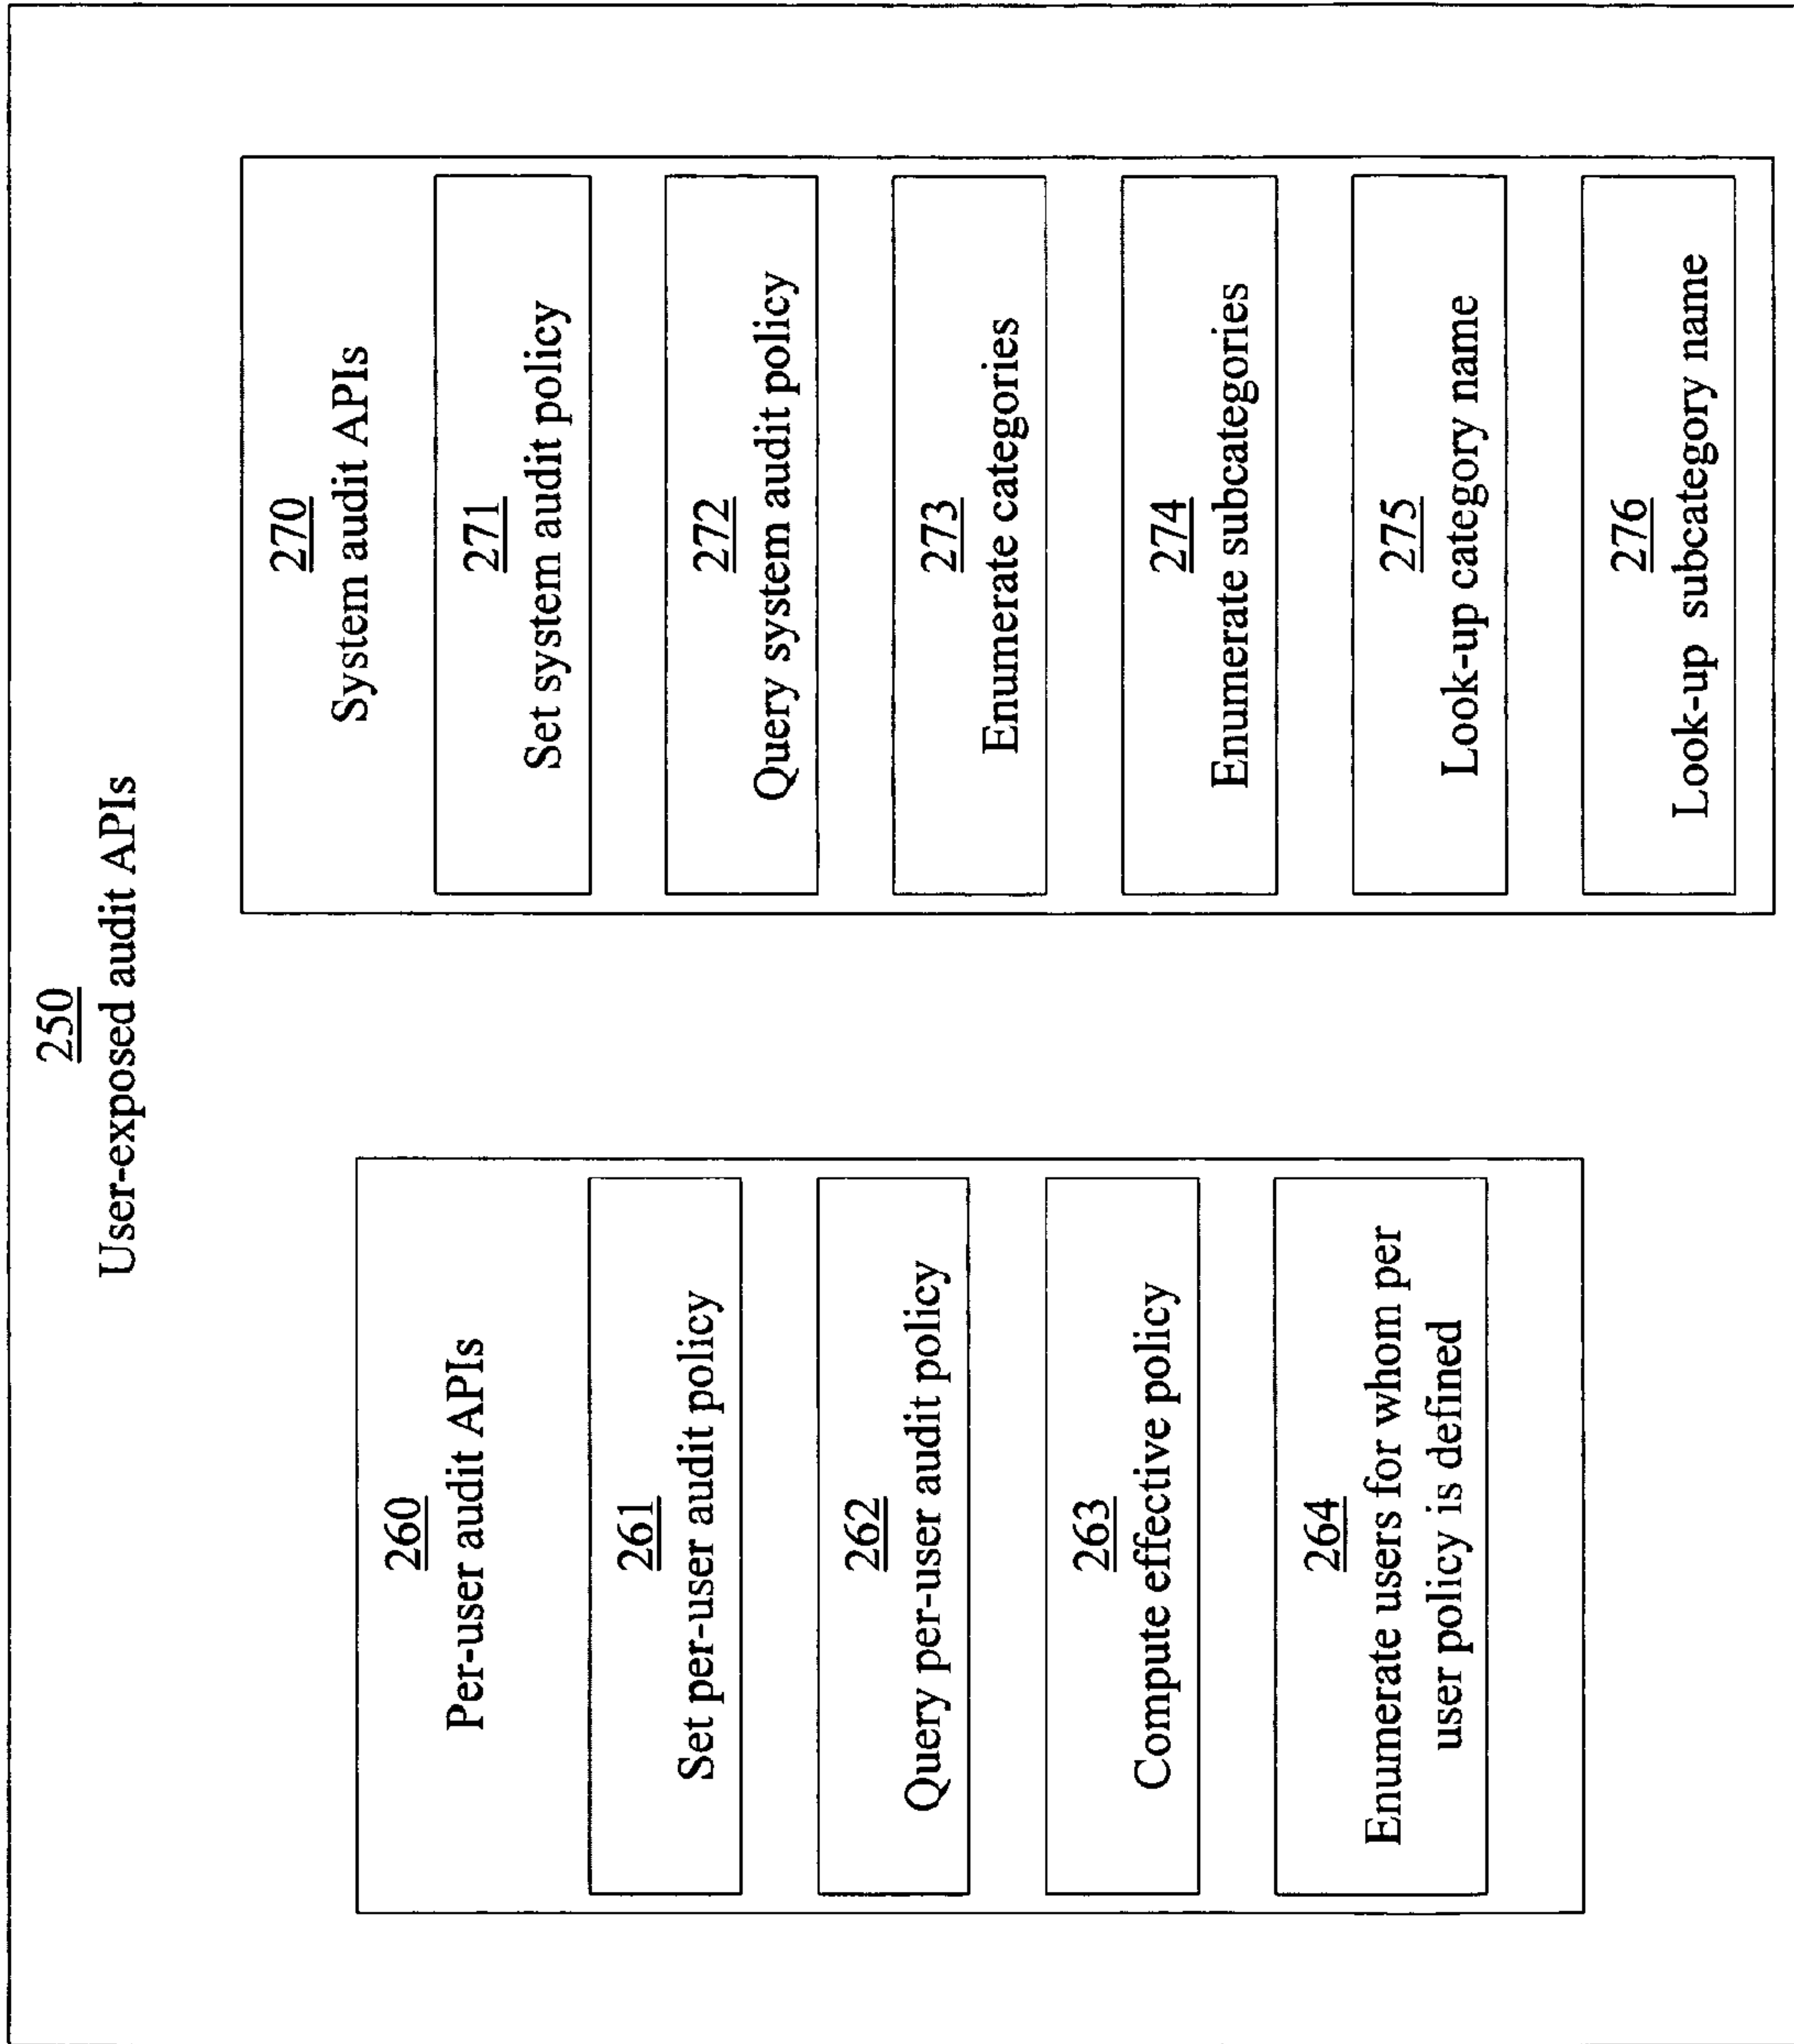 250
User-exposed audit APIs
260
Per-user audit APIs
261
Set per-user audit policy
262
Query per-user audit policy
263
Compute effective policy
264
Enumerate users for whom per
user policy is defined
270
System audit APIs
271
Set system audit policy
272
Query system audit policy
273
Enumerate categories
274
Enumerate subcategories
275
Look-up category name
276
Look-up subcategory name